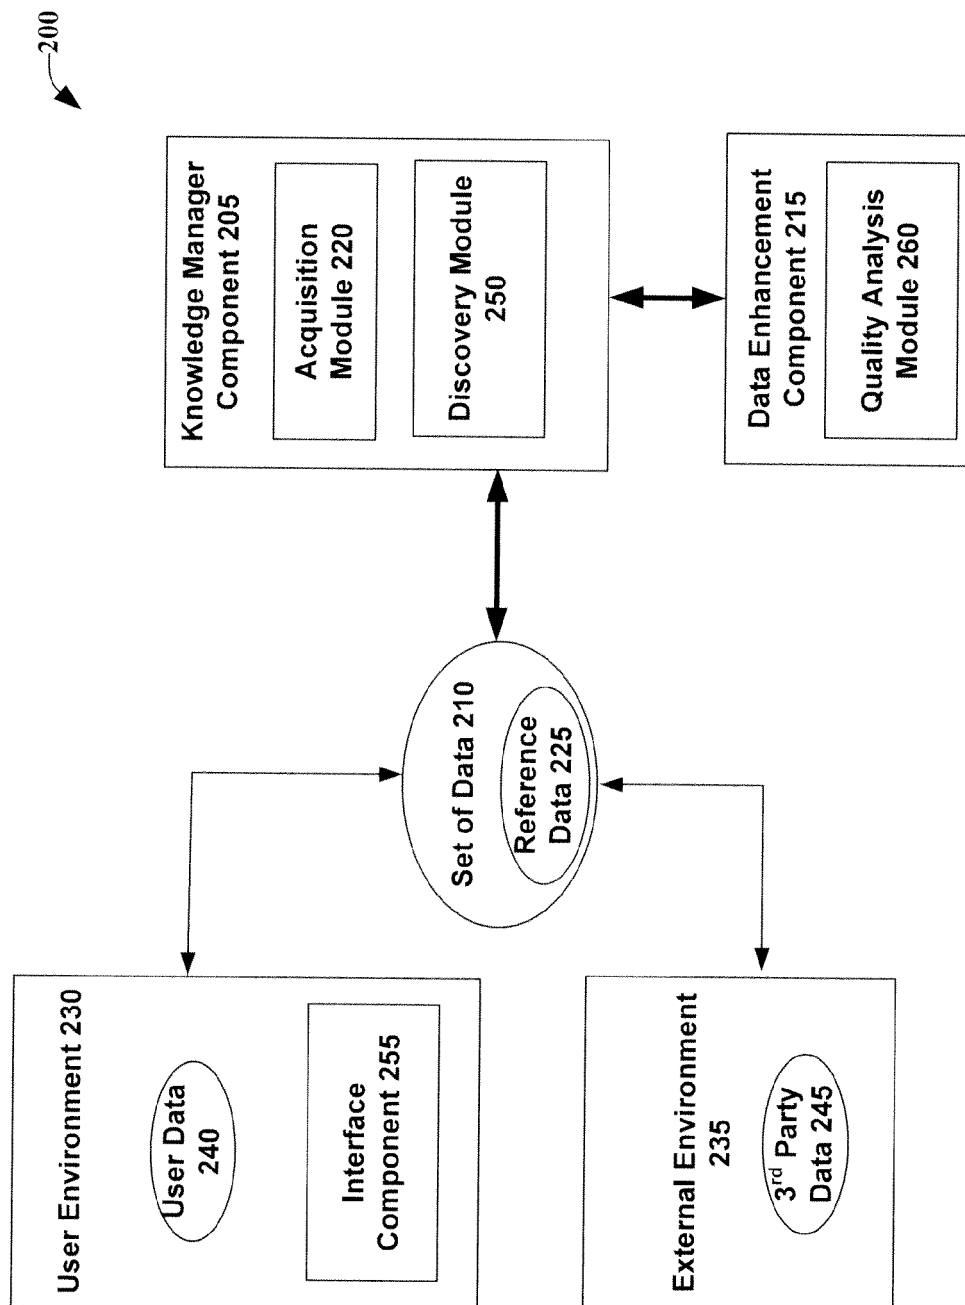 200
User Environment 230
User Data
240
Interface
Component 255
External Environment
235
3rd Party
Data 245
Set of Data 210
Reference
Data 225
Knowledge Manager
Component 205
Acquisition
Module 220
Discovery Module
250
Data Enhancement
Component 215
Quality Analysis
Module 260